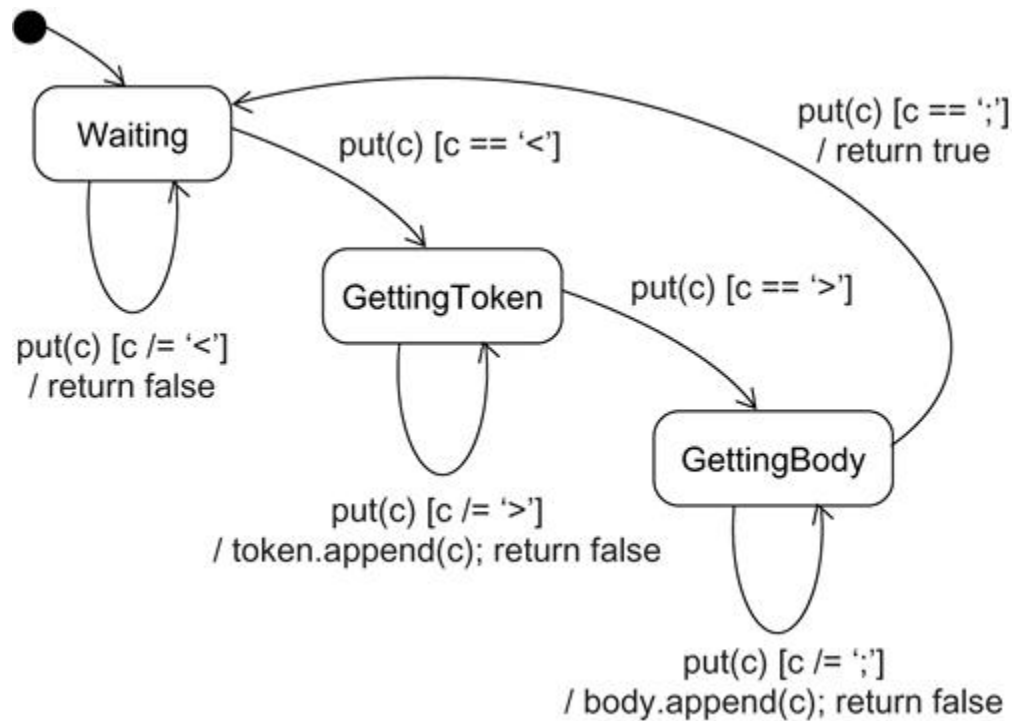 Waiting
put(c) [c == ‘<’]
put(c) [c == ‘;’]
/ return true
put(c) [c /= ‘<’]
/ return false
GettingToken
put(c) [c == ‘>’]
put(c) [c /= ‘>’]
/ token.append(c); return false
GettingBody
put(c) [c /= ‘;’]
/ body.append(c); return false